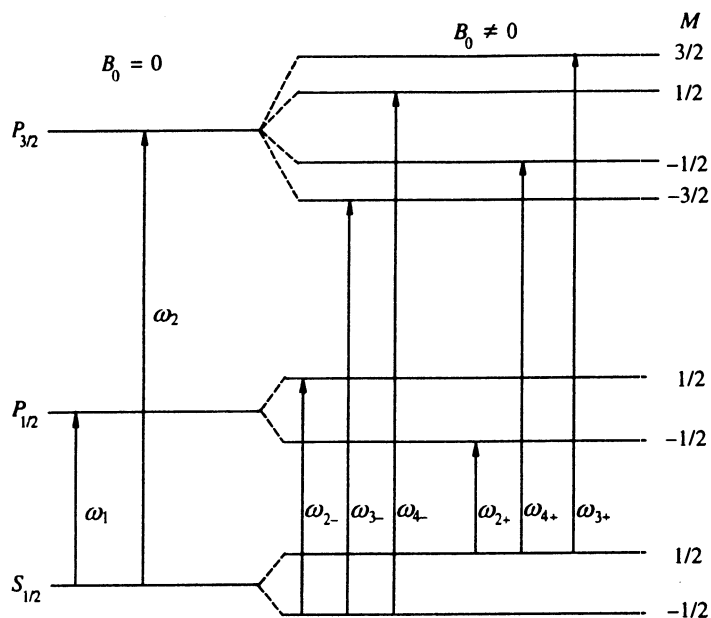 M
B₀ = 0
B₀ ≠ 0
3/2
1/2
P₃/₂
−1/2
−3/2
ω₂
P₁/₂
1/2
−1/2
ω₁
ω₂₋
ω₃₋
ω₄₋
ω₂₊
ω₄₊
ω₃₊
S₁/₂
1/2
−1/2